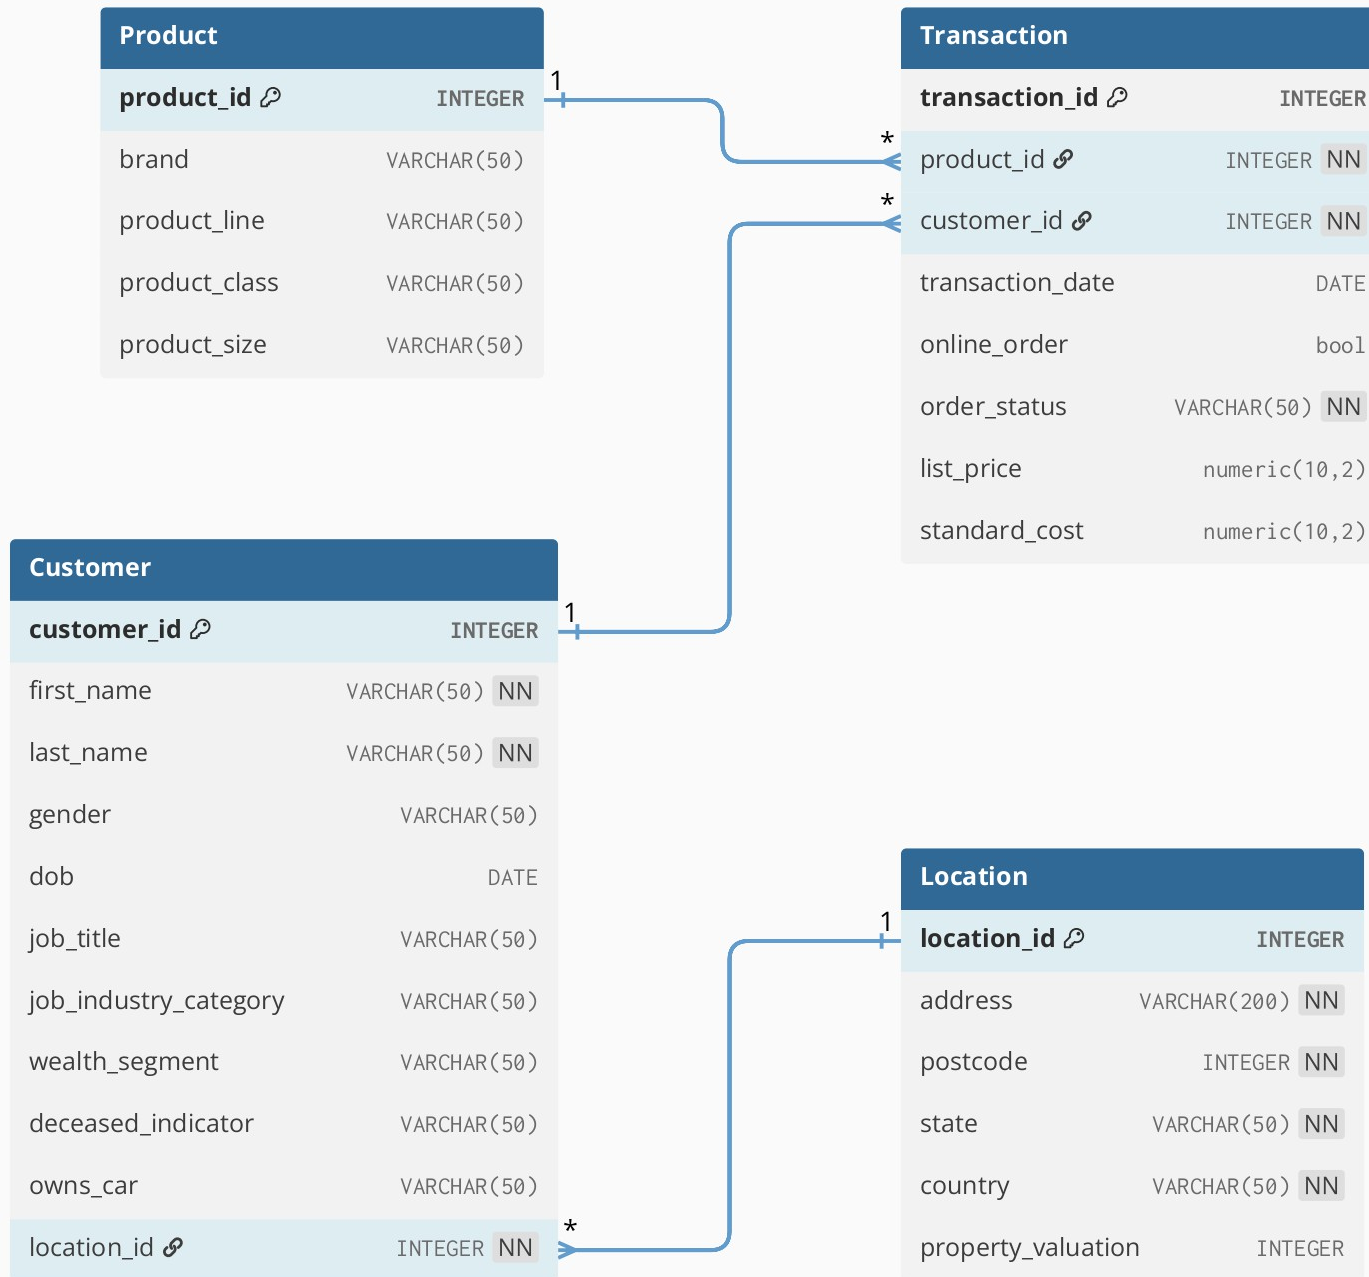 Product
product_id INTEGER
brand VARCHAR(50)
product_line VARCHAR(50)
product_class VARCHAR(50)
product_size VARCHAR(50)
1
*
Transaction
transaction_id INTEGER
product_id INTEGER NN
customer_id INTEGER NN
transaction_date DATE
online_order bool
order_status VARCHAR(50) NN
list_price numeric(10,2)
standard_cost numeric(10,2)
*
1
Customer
customer_id INTEGER
first_name VARCHAR(50) NN
last_name VARCHAR(50) NN
gender VARCHAR(50)
dob DATE
job_title VARCHAR(50)
job_industry_category VARCHAR(50)
wealth_segment VARCHAR(50)
deceased_indicator VARCHAR(50)
owns_car VARCHAR(50)
location_id INTEGER NN
*
1
Location
location_id INTEGER
address VARCHAR(200) NN
postcode INTEGER NN
state VARCHAR(50) NN
country VARCHAR(50) NN
property_valuation INTEGER